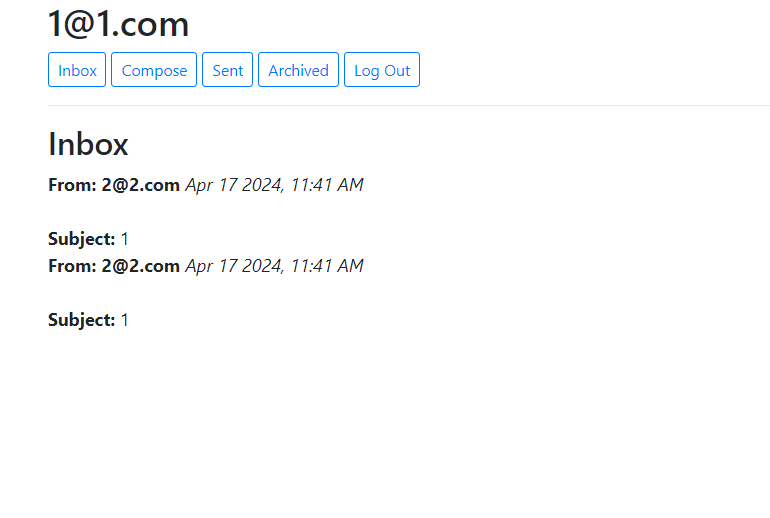 1@1.com
Inbox Compose Sent Archived Log Out
Inbox
From: 2@2.com Apr 17 2024, 11:41 AM
Subject: 1
From: 2@2.com Apr 17 2024, 11:41 AM
Subject: 1